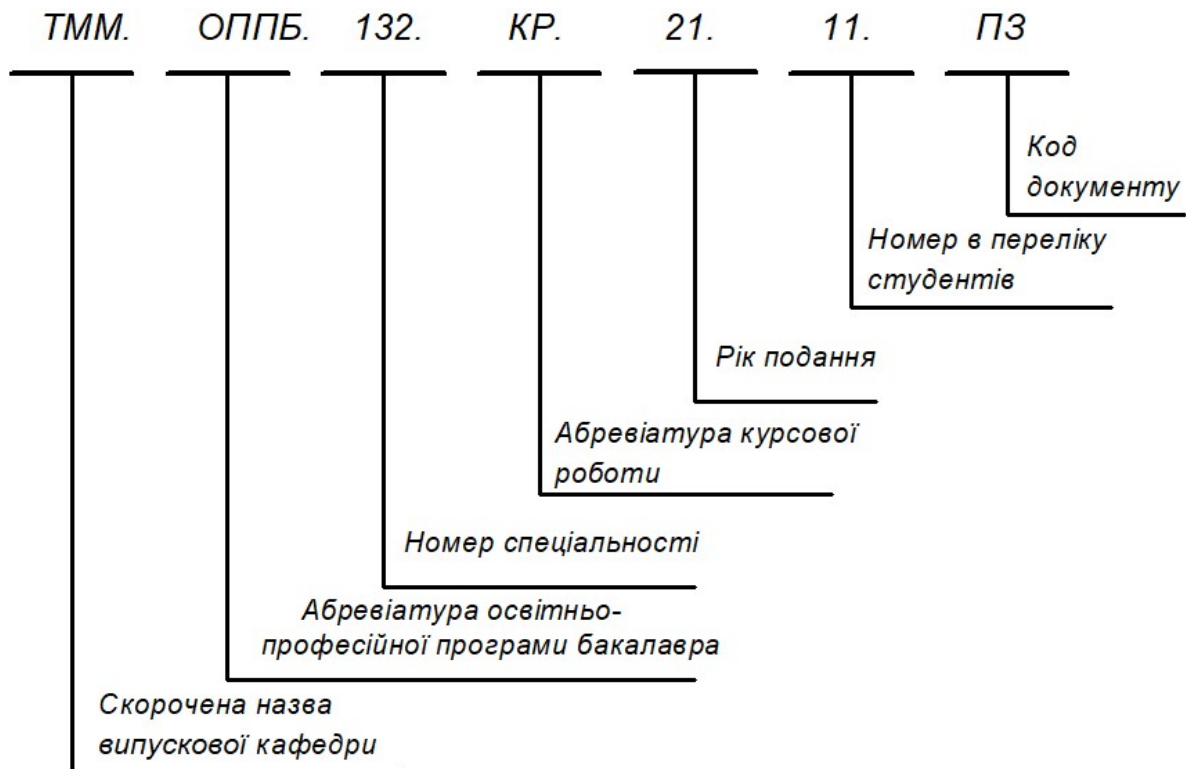 ТММ. ОППБ. 132. КР. 21. 11. ПЗ
Код
документу
Номер в переліку
студентів
Рік подання
Абревіатура курсової
роботи
Номер спеціальності
Абревіатура освітньо-
професійної програми бакалавра
Скорочена назва
випускової кафедри